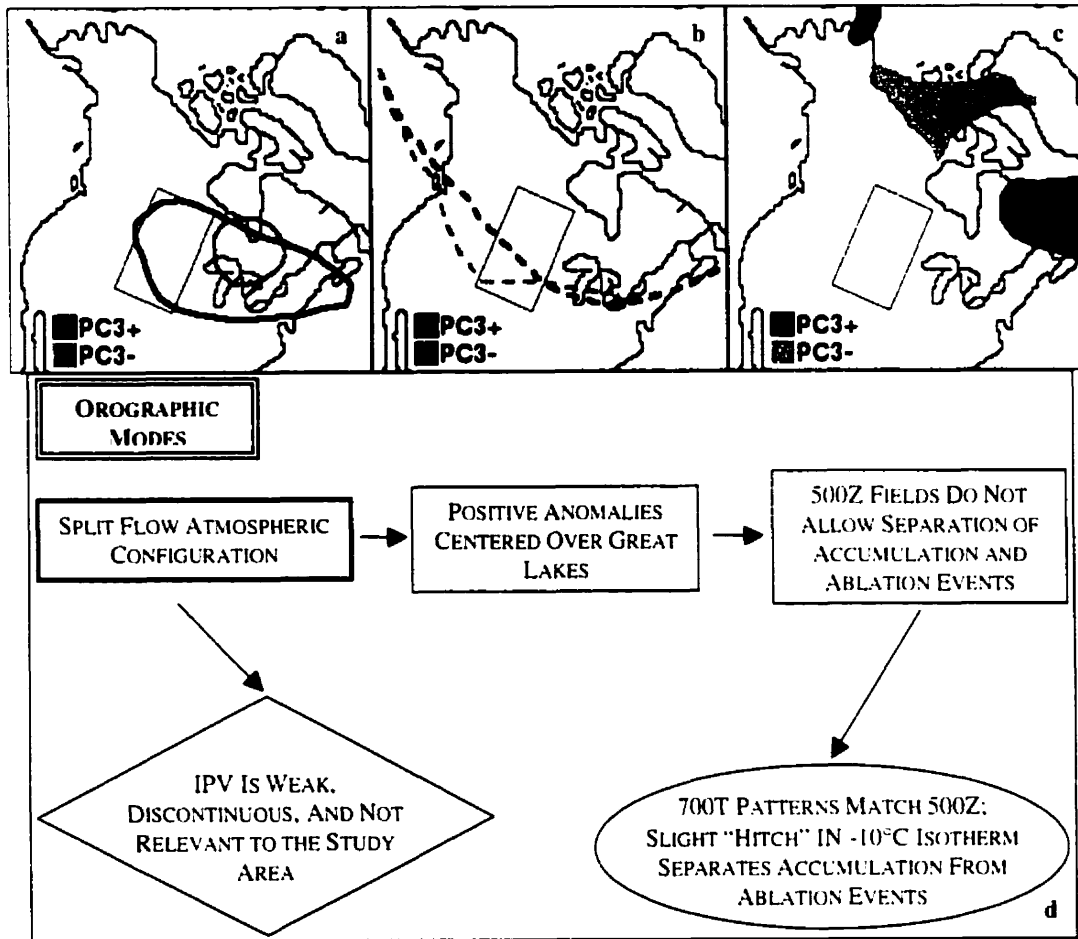 a
PC3+
PC3-
b
PC3+
PC3-
c
PC3+
PC3-
OROGRAPHIC
MODES
SPLIT FLOW ATMOSPHERIC
CONFIGURATION
POSITIVE ANOMALIES
CENTERED OVER GREAT
LAKES
500Z FIELDS DO NOT
ALLOW SEPARATION OF
ACCUMULATION AND
ABLATION EVENTS
IPV IS WEAK,
DISCONTINUOUS, AND NOT
RELEVANT TO THE STUDY
AREA
700T PATTERNS MATCH 500Z;
SLIGHT "HITCH" IN -10°C ISOTHERM
SEPARATES ACCUMULATION FROM
ABLATION EVENTS
d